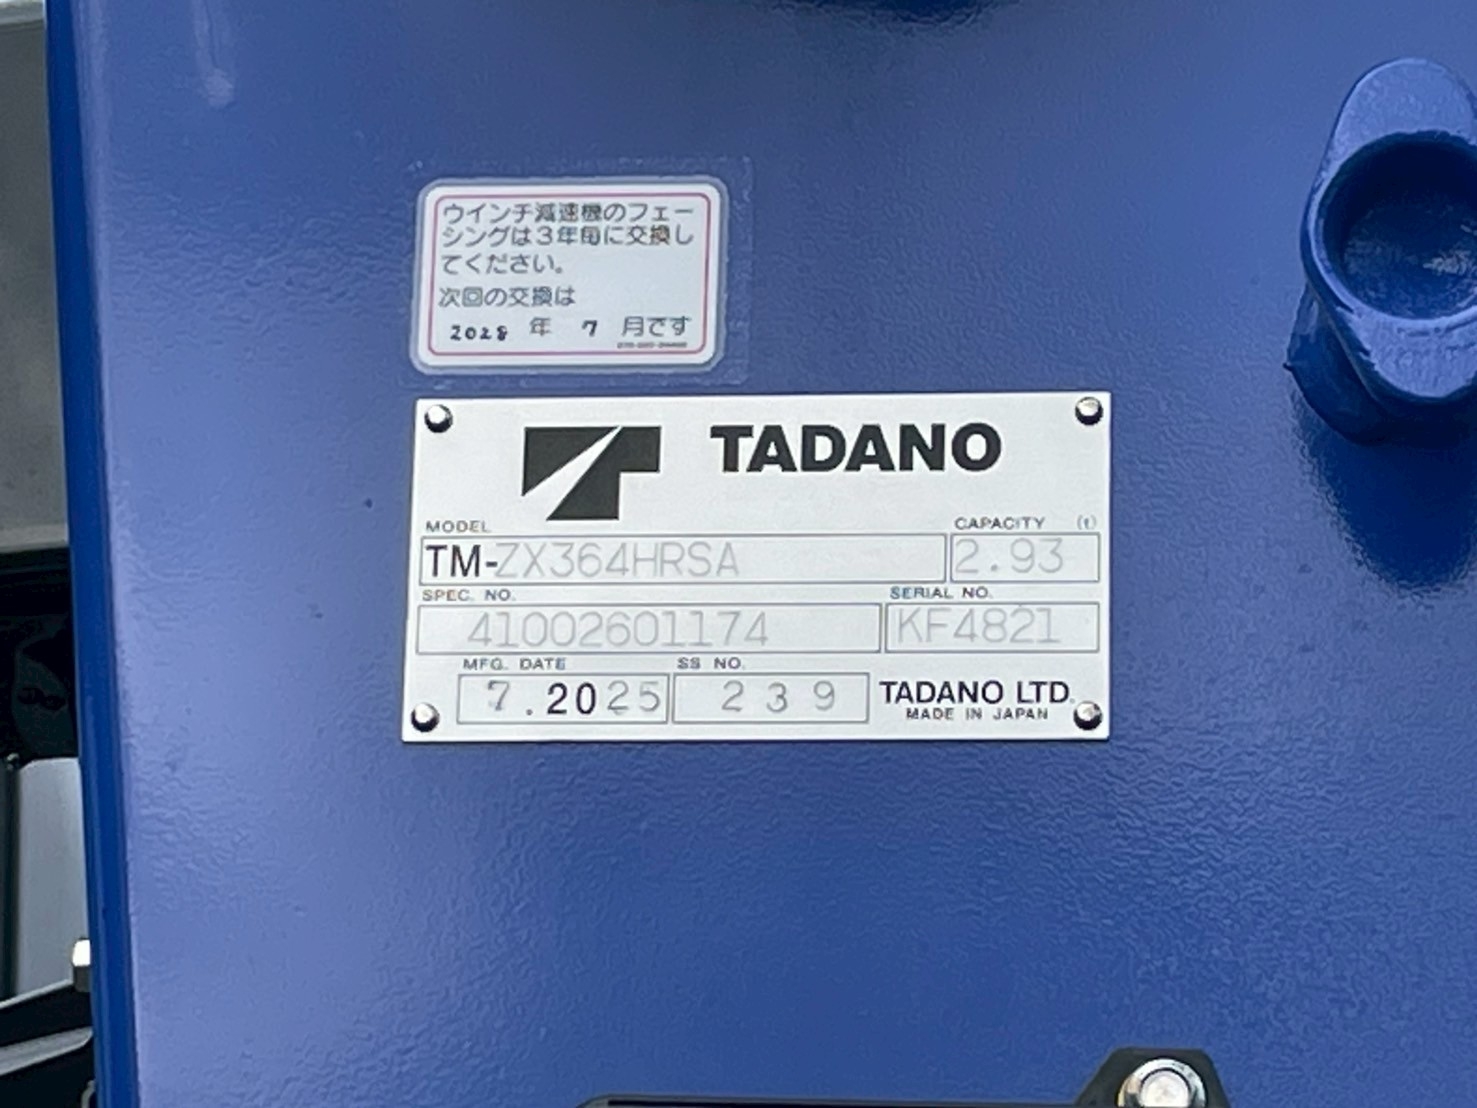 ウインチ減速機のフェー
シングは3年毎に交換し
てください。
次回の交換は
2028 年 7 月です
TADANO
MODEL CAPACITY (t)
TM-ZX364HRSA 2.93
SPEC. NO. SERIAL NO.
41002601174 KF4821
MFG. DATE SS NO.
7.2025 239 TADANO LTD.
MADE IN JAPAN